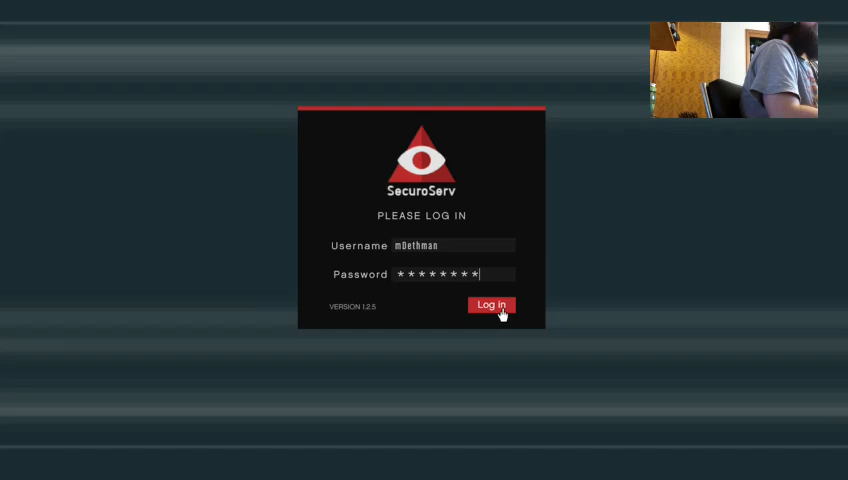 SecuroServ
PLEASE LOG IN
Username mDethman
Password ********
VERSION 1.2.5
Log in